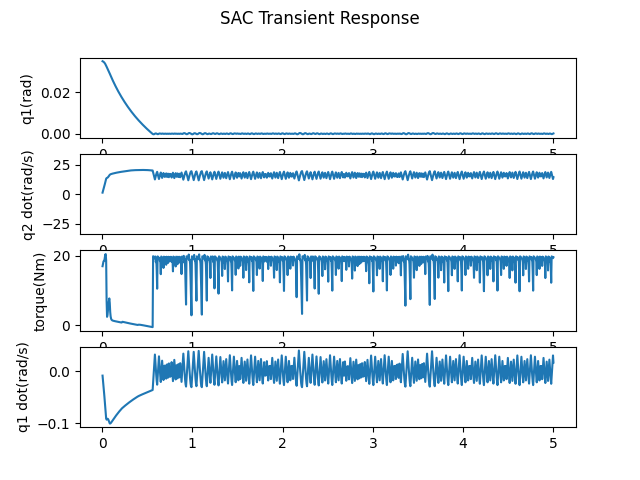 SAC Transient Response
q1(rad)
0.02
0.00
0 1 2 3 4 5
q2 dot(rad/s)
25
0
−25
0 1 2 3 4 5
torque(Nm)
20
0
0 1 2 3 4 5
q1 dot(rad/s)
0.0
−0.1
0 1 2 3 4 5